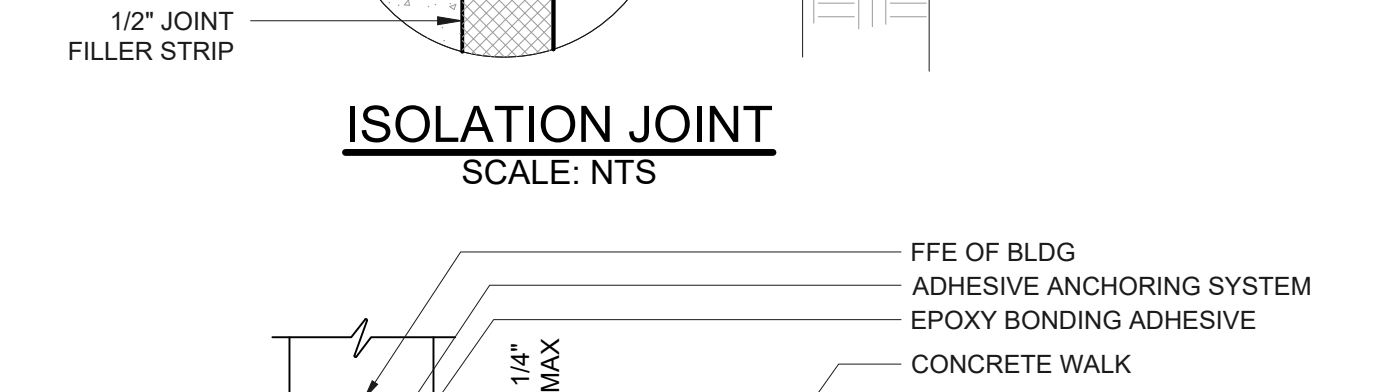 1/2" JOINT
FILLER STRIP
ISOLATION JOINT
SCALE: NTS
FFE OF BLDG
ADHESIVE ANCHORING SYSTEM
EPOXY BONDING ADHESIVE
1/4"
MAX
CONCRETE WALK